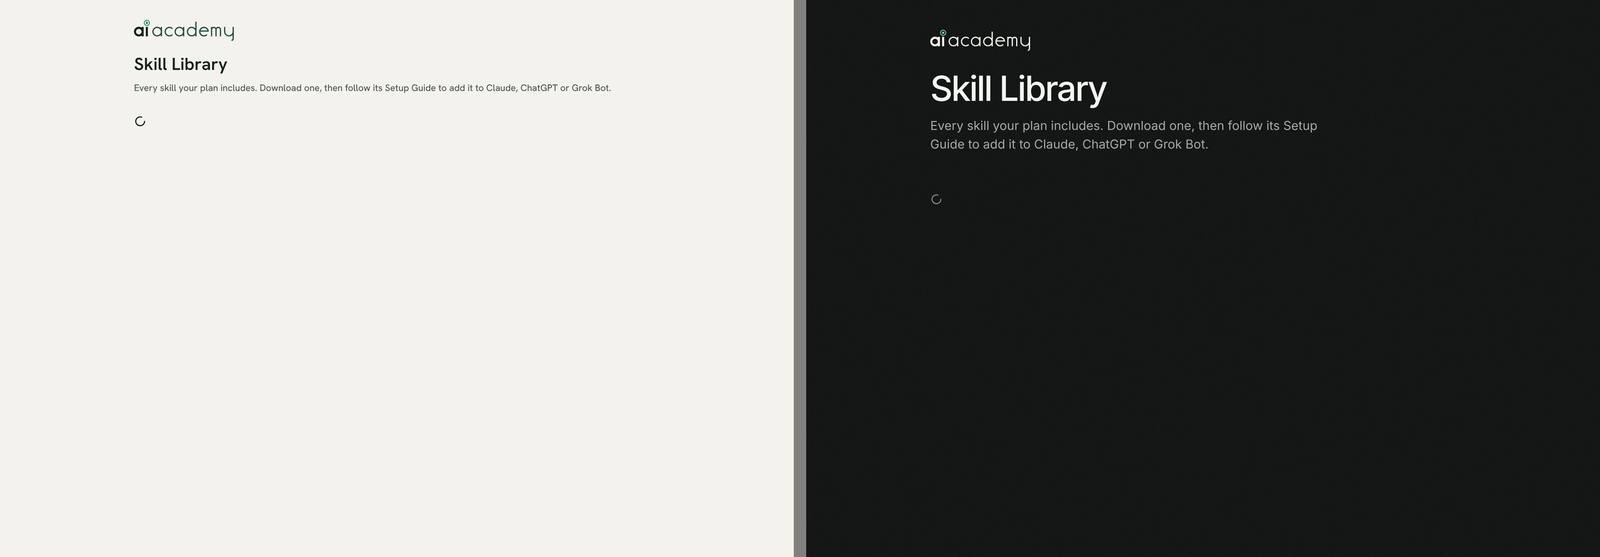 ai academy
Skill Library
Every skill your plan includes. Download one, then follow its Setup Guide to add it to Claude, ChatGPT or Grok Bot.
ai academy
Skill Library
Every skill your plan includes. Download one, then follow its Setup
Guide to add it to Claude, ChatGPT or Grok Bot.